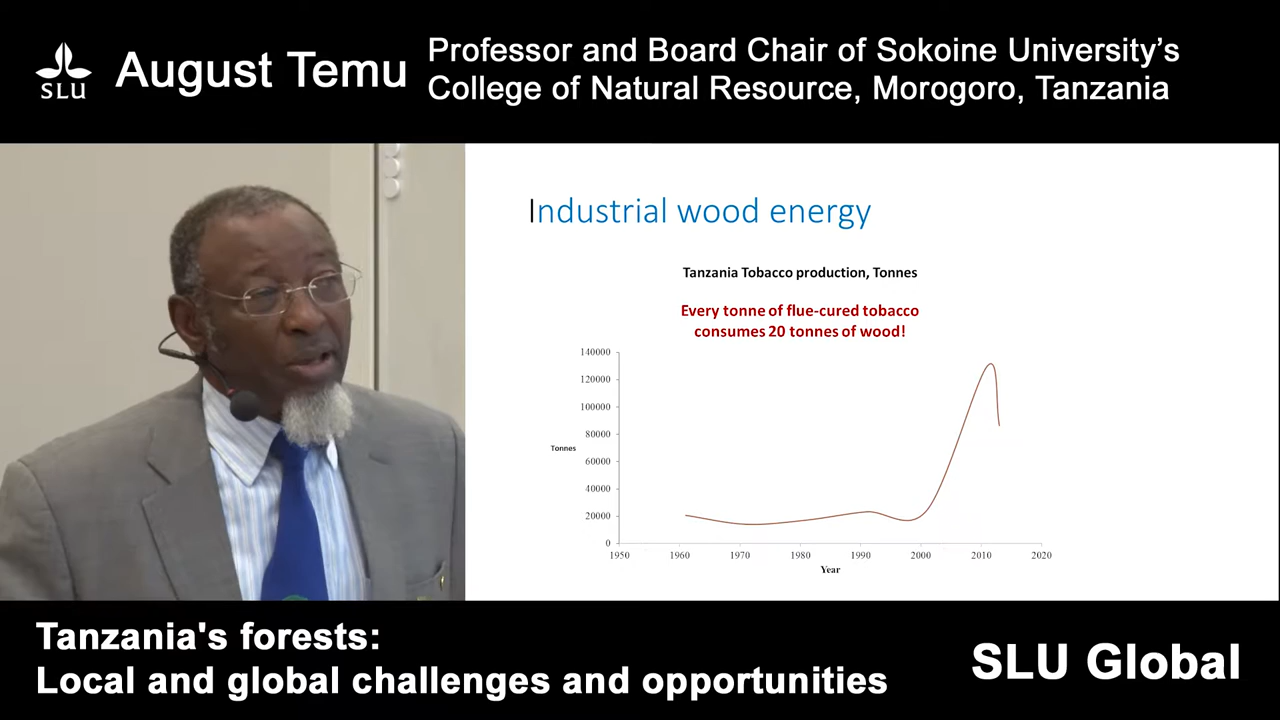 SLU
August Temu
Professor and Board Chair of Sokoine University's
College of Natural Resource, Morogoro, Tanzania
Industrial wood energy
Tanzania Tobacco production, Tonnes
Every tonne of flue-cured tobacco
consumes 20 tonnes of wood!
140000
120000
100000
80000
Tonnes
60000
40000
20000
0
1950 1960 1970 1980 1990 2000 2010 2020
Year
Tanzania's forests:
Local and global challenges and opportunities
SLU Global